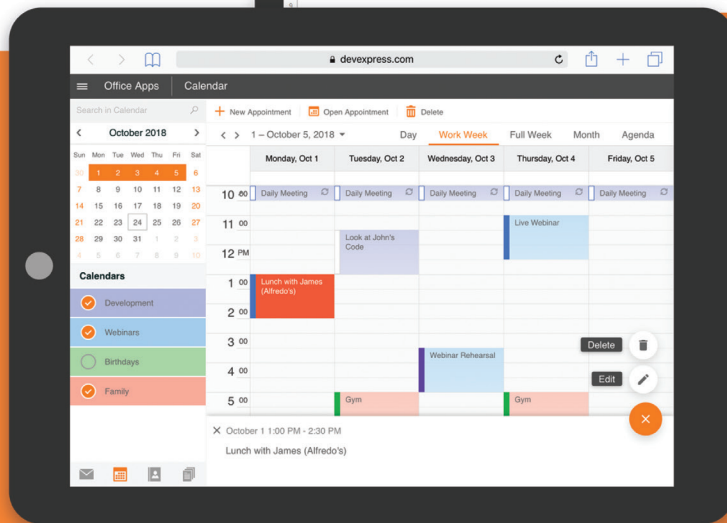 9
devexpress.com
Office Apps Calendar
Search in Calendar
New Appointment Open Appointment Delete
October 2018
1 – October 5, 2018 Day Work Week Full Week Month Agenda
Sun Mon Tue Wed Thu Fri Sat
30 1 2 3 4 5 6
7 8 9 10 11 12 13
14 15 16 17 18 19 20
21 22 23 24 25 26 27
28 29 30 31 1 2 3
4 5 6 7 8 9 10
Calendars
Development
Webinars
Birthdays
Family
Monday, Oct 1 Tuesday, Oct 2 Wednesday, Oct 3 Thursday, Oct 4 Friday, Oct 5
10 00 Daily Meeting Daily Meeting Daily Meeting Daily Meeting Daily Meeting
11 00 Live Webinar
Look at John's
Code
12 PM
1 00 Lunch with James
(Alfredo's)
2 00
3 00
Delete
Webinar Rehearsal
4 00
Edit
5 00 Gym Gym
October 1 1:00 PM - 2:30 PM
Lunch with James (Alfredo's)